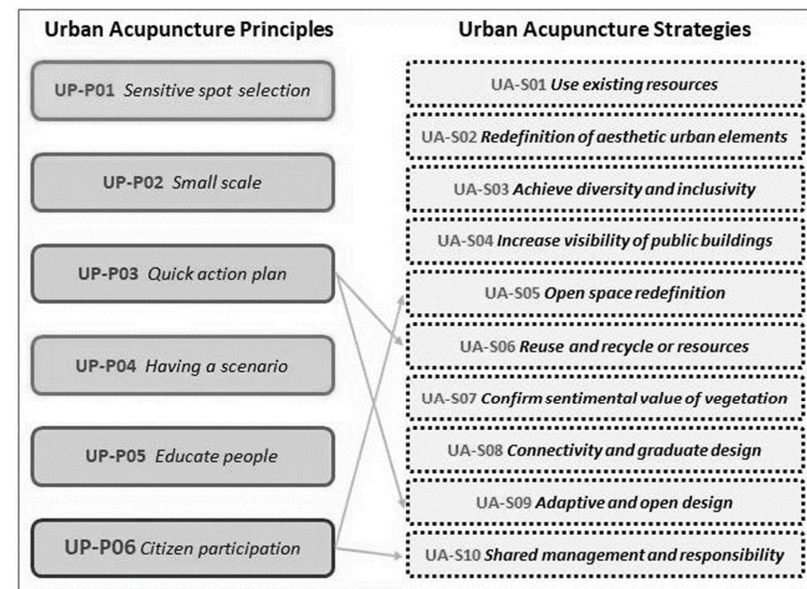 Urban Acupuncture Principles
UP-P01 Sensitive spot selection
UP-P02 Small scale
UP-P03 Quick action plan
UP-P04 Having a scenario
UP-P05 Educate people
UP-P06 Citizen participation
Urban Acupuncture Strategies
UA-S01 Use existing resources
UA-S02 Redefinition of aesthetic urban elements
UA-S03 Achieve diversity and inclusivity
UA-S04 Increase visibility of public buildings
UA-S05 Open space redefinition
UA-S06 Reuse and recycle or resources
UA-S07 Confirm sentimental value of vegetation
UA-S08 Connectivity and graduate design
UA-S09 Adaptive and open design
UA-S10 Shared management and responsibility